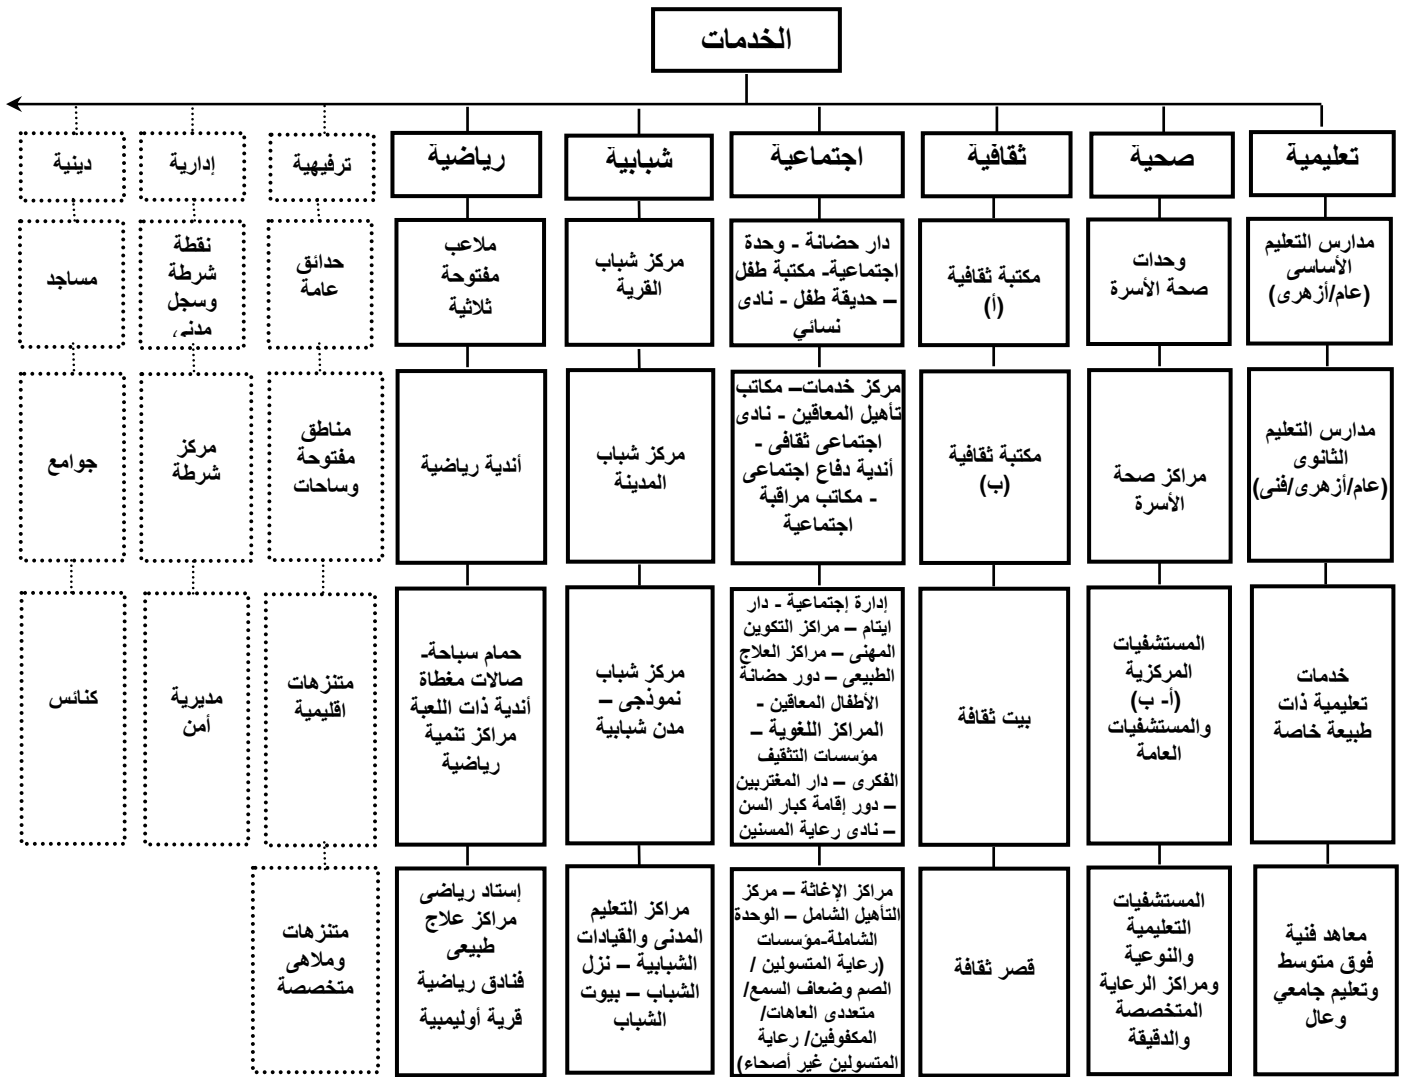 الخدمات
تعليمية
صحية
ثقافية
اجتماعية
شبابية
رياضية
ترفيهية
إدارية
دينية
مدارس التعليم
الأساسى
(عام/أزهرى)
وحدات
صحة الأسرة
مكتبة ثقافية
(أ)
دار حضانة - وحدة
اجتماعية- مكتبة طفل
– حديقة طفل - نادى
نسائي
مركز شباب
القرية
ملاعب
مفتوحة
ثلاثية
حدائق
عامة
نقطة
شرطة
وسجل
مدنى
مساجد
مدارس التعليم
الثانوى
(عام/أزهرى/فنى)
مراكز صحة
الأسرة
مكتبة ثقافية
(ب)
مركز خدمات– مكاتب
تأهيل المعاقين - نادى
اجتماعى ثقافى -
أندية دفاع اجتماعى
- مكاتب مراقبة
اجتماعية
مركز شباب
المدينة
أندية رياضية
مناطق
مفتوحة
وساحات
مركز
شرطة
جوامع
خدمات
تعليمية ذات
طبيعة خاصة
المستشفيات
المركزية
(أ- ب)
والمستشفيات
العامة
بيت ثقافة
إدارة إجتماعية - دار
ايتام – مراكز التكوين
المهنى – مراكز العلاج
الطبيعى – دور حضانة
الأطفال المعاقين -
المراكز اللغوية –
مؤسسات التثقيف
الفكرى – دار المغتربين
– دور إقامة كبار السن
– نادى رعاية المسنين
مركز شباب
نموذجى –
مدن شبابية
حمام سباحة-
صالات مغطاة
أندية ذات اللعبة
مراكز تنمية
رياضية
متنزهات
اقليمية
مديرية
أمن
كنائس
معاهد فنية
فوق متوسط
وتعليم جامعي
وعال
المستشفيات
التعليمية
والنوعية
ومراكز الرعاية
المتخصصة
والدقيقة
قصر ثقافة
مراكز الإغاثة – مركز
التأهيل الشامل – الوحدة
الشاملة-مؤسسات
(رعاية المتسولين /
الصم وضعاف السمع/
متعددى العاهات/
المكفوفين/ رعاية
المتسولين غير أصحاء)
مراكز التعليم
المدنى والقيادات
الشبابية – نزل
الشباب – بيوت
الشباب
إستاد رياضى
مراكز علاج
طبيعى
فنادق رياضية
قرية أوليمبية
متنزهات
وملاهى
متخصصة